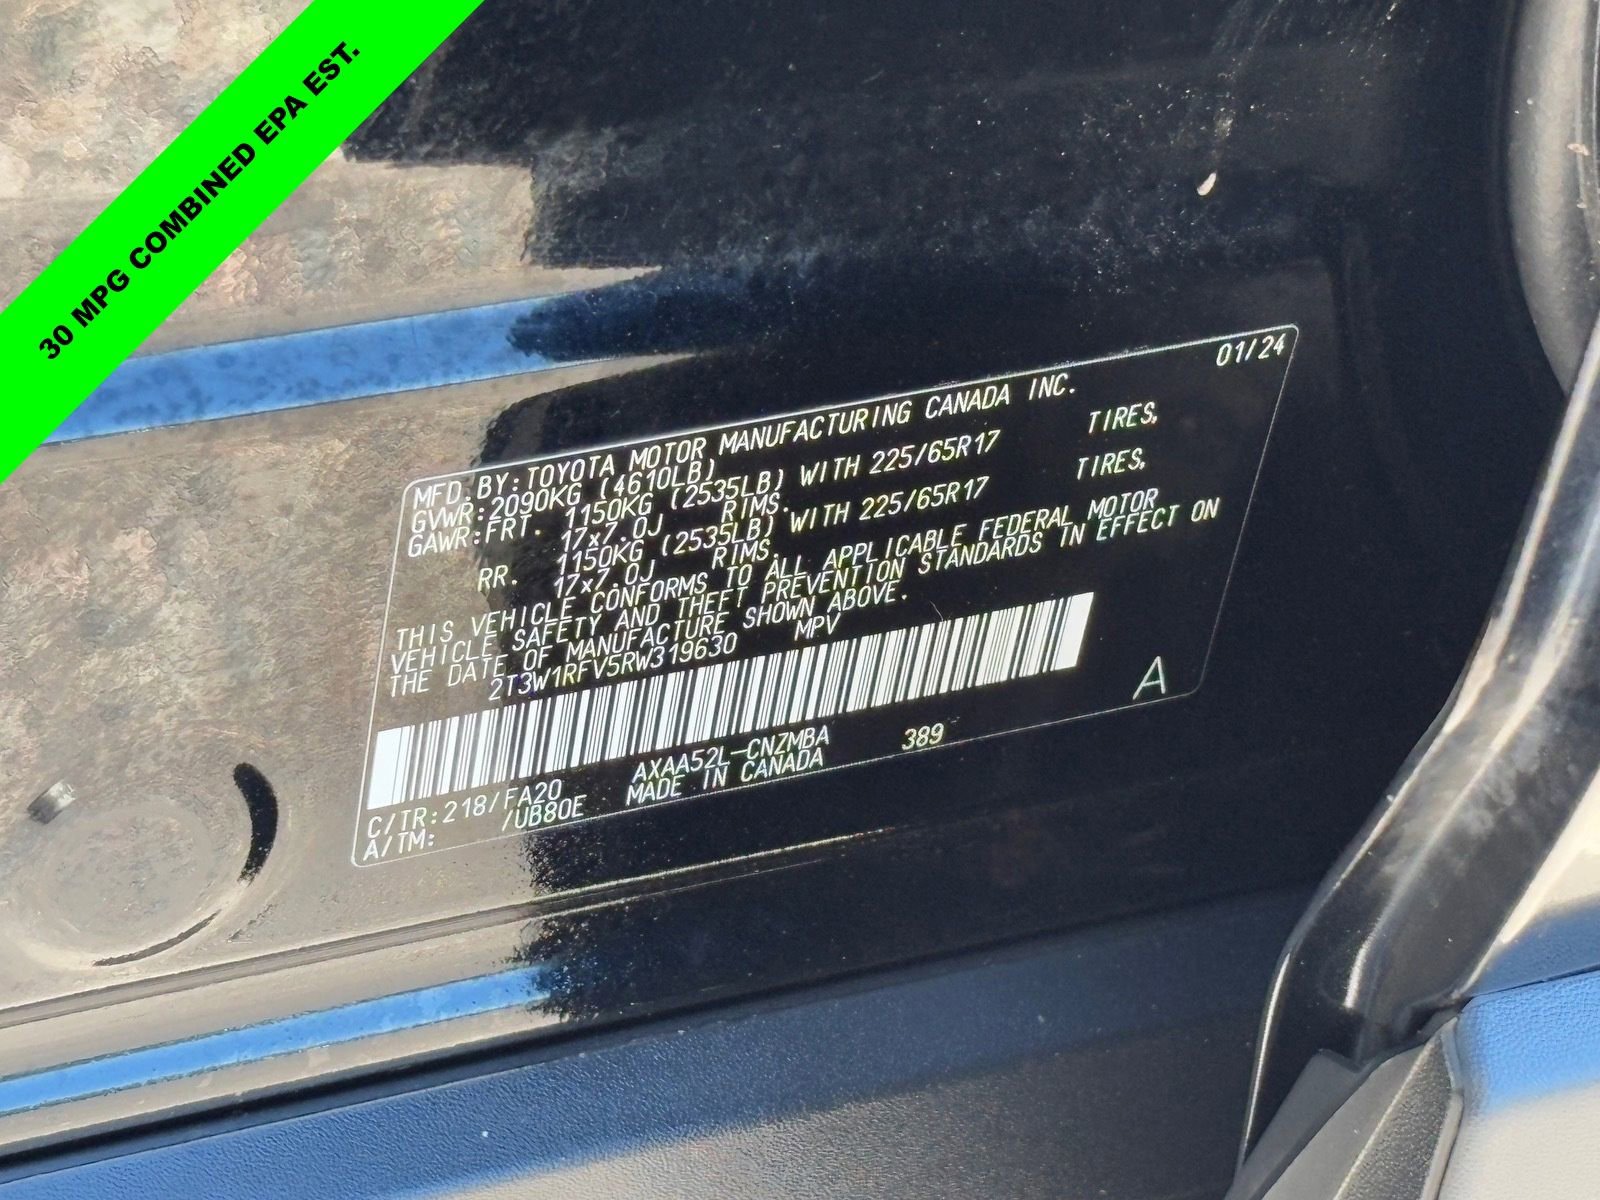 30 MPG COMBINED EPA EST.
01/24
MFD.BY:TOYOTA MOTOR MANUFACTURING CANADA INC.
GVWR:2090KG (4610LB)
GAWR:FRT. 1150KG (2535LB) WITH 225/65R17 TIRES,
17x7.0J RIMS.
RR. 1150KG (2535LB) WITH 225/65R17 TIRES,
17x7.0J RIMS.
THIS VEHICLE CONFORMS TO ALL APPLICABLE FEDERAL MOTOR
VEHICLE SAFETY AND THEFT PREVENTION STANDARDS IN EFFECT ON
THE DATE OF MANUFACTURE SHOWN ABOVE.
2T3W1RFV5RW319630 MPV
A
C/TR:218/FA20 AXAA52L-CNZMBA 389
A/TM: /UB80E MADE IN CANADA